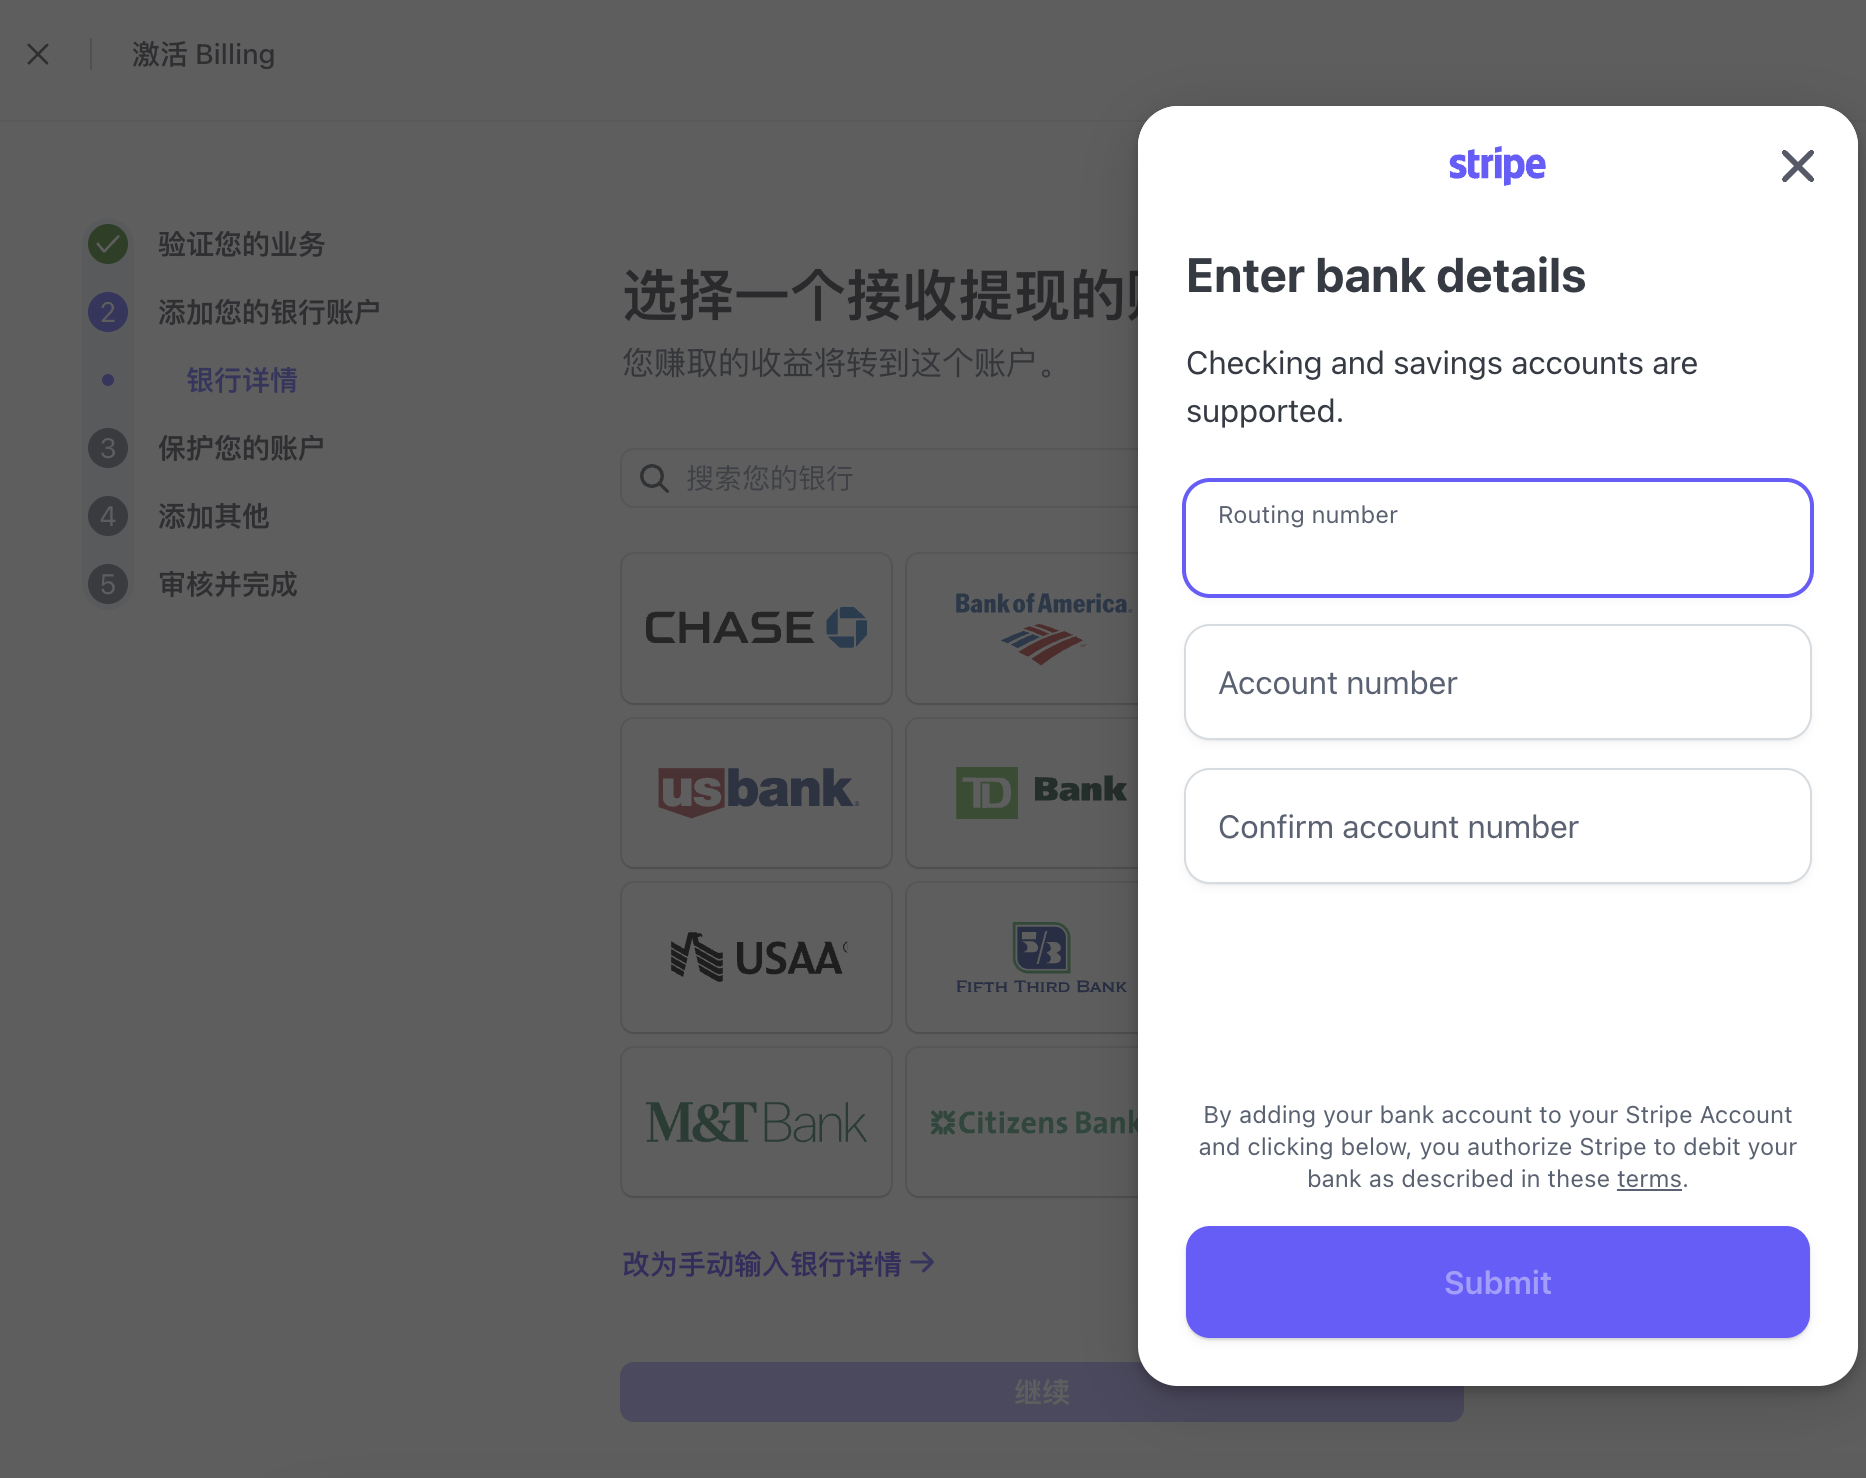 激活 Billing
验证您的业务
2 添加您的银行账户
银行详情
3 保护您的账户
4 添加其他
5 审核并完成
选择一个接收提现的
您赚取的收益将转到这个账户。
搜索您的银行
CHASE
Bank of America.
usbank.
TD Bank
USAA
5/3
FIFTH THIRD BANK
M&T Bank
Citizens Bank
改为手动输入银行详情
继续
stripe
Enter bank details
Checking and savings accounts are
supported.
Routing number
Account number
Confirm account number
By adding your bank account to your Stripe Account
and clicking below, you authorize Stripe to debit your
bank as described in these terms.
Submit